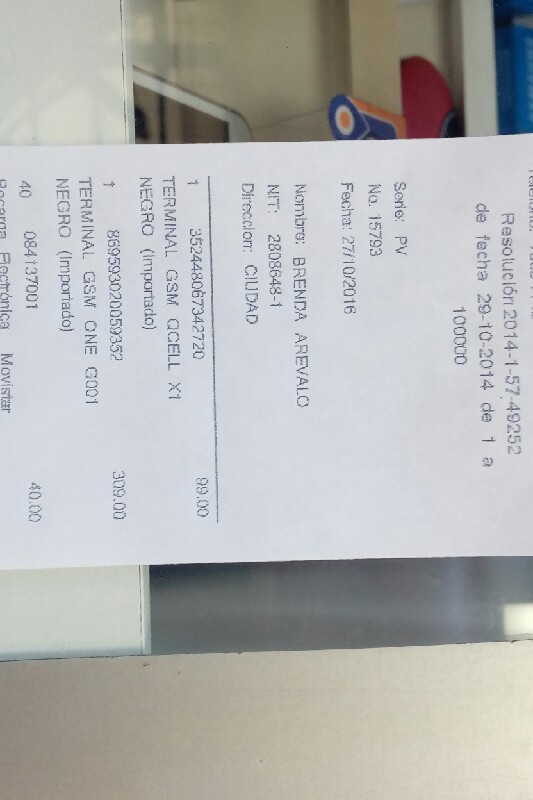 Resolución 2014-1-57-49252
de fecha 29-10-2014 de 1 a
100000
Serie: PV
No. 15793
Fecha: 27/10/2016
Nombre: BRENDA AREVALO
NIT: 2808648-1
Direccion: CIUDAD
1 352448067342720 99.00
TERMINAL GSM QCELL X1
NEGRO (Importado)
1 869593020059352 309.00
TERMINAL GSM ONE G001
NEGRO (Importado)
40 084137001 40.00
Recarga Electrónica Movistar